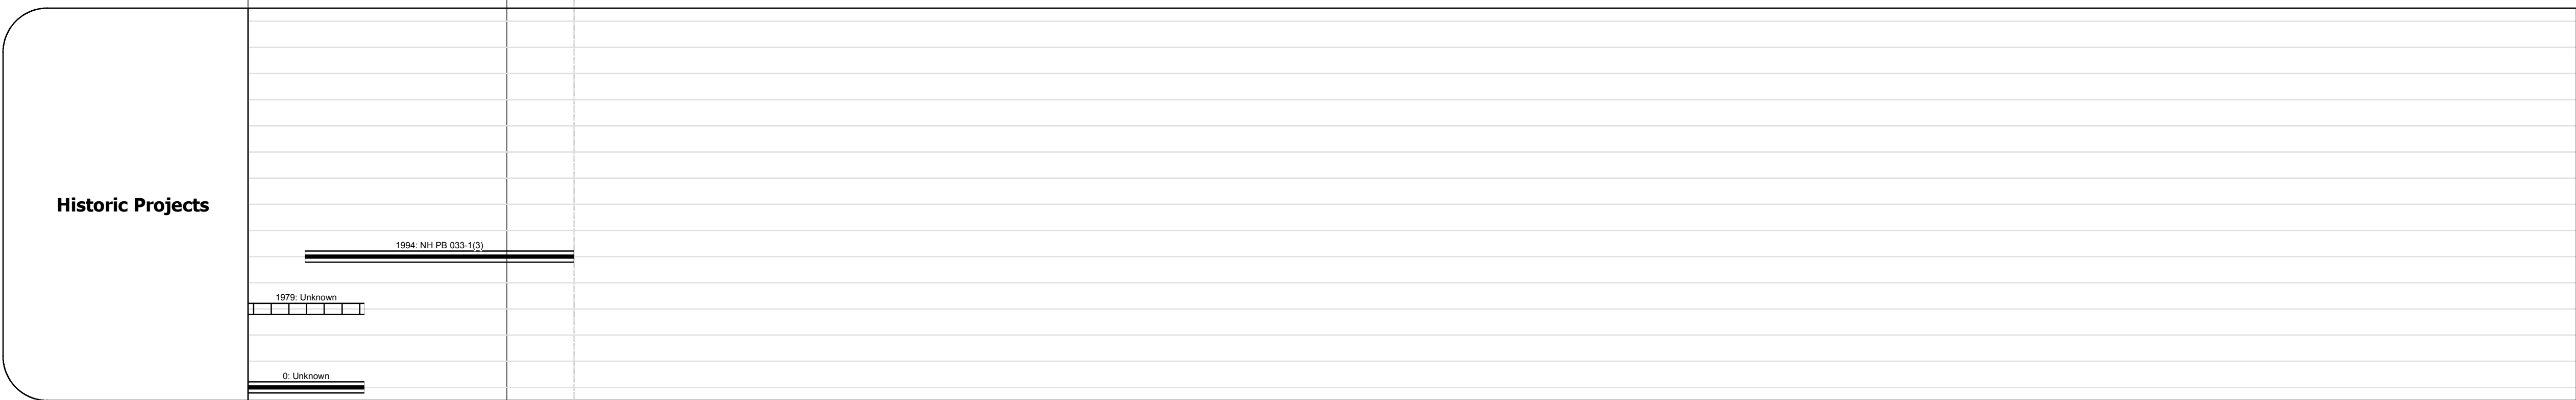 Historic Projects
1994: NH PB 033-1(3)
1979: Unknown
0: Unknown